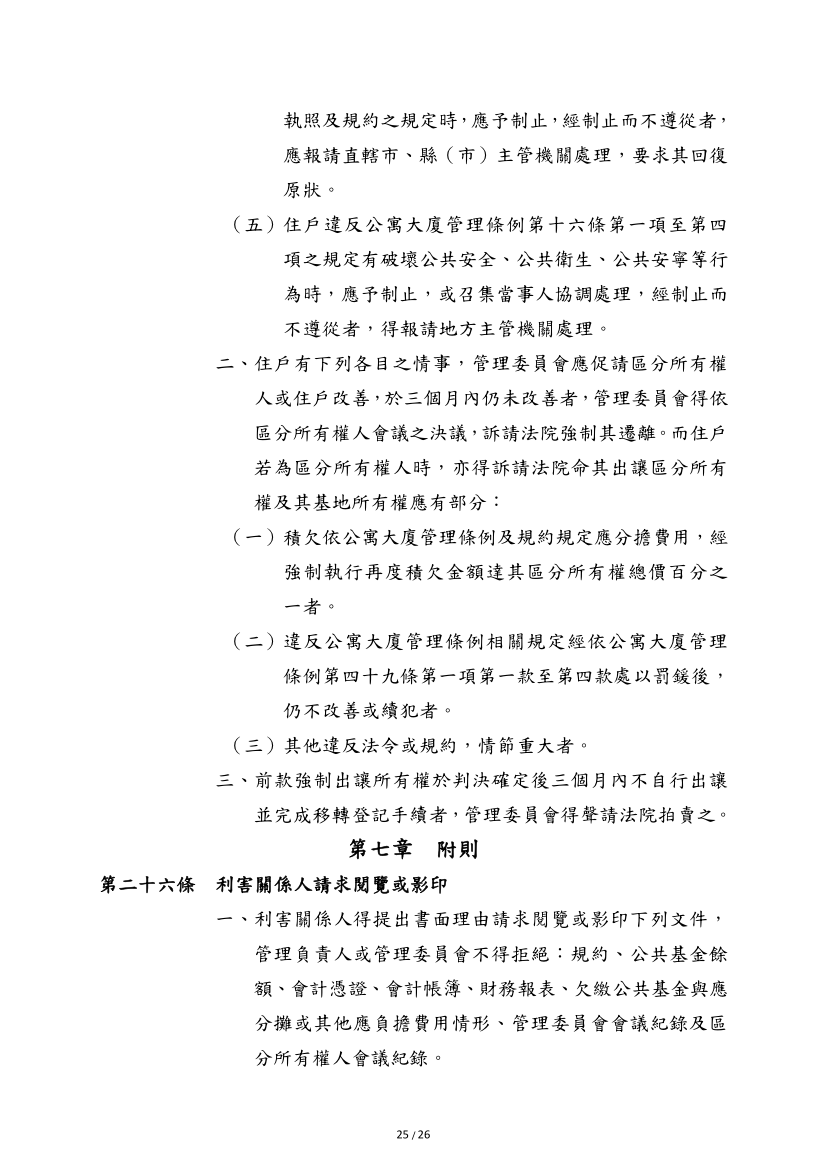 執照及規約之規定時，應予制止，經制止而不遵從者，
應報請直轄市、縣（市）主管機關處理，要求其回復
原狀。
（五）住戶違反公寓大廈管理條例第十六條第一項至第四
項之規定有破壞公共安全、公共衛生、公共安寧等行
為時，應予制止，或召集當事人協調處理，經制止而
不遵從者，得報請地方主管機關處理。
二、住戶有下列各目之情事，管理委員會應促請區分所有權
人或住戶改善，於三個月內仍未改善者，管理委員會得依
區分所有權人會議之決議，訴請法院強制其遷離。而住戶
若為區分所有權人時，亦得訴請法院命其出讓區分所有
權及其基地所有權應有部分：
（一）積欠依公寓大廈管理條例及規約規定應分擔費用，經
強制執行再度積欠金額達其區分所有權總價百分之
一者。
（二）違反公寓大廈管理條例相關規定經依公寓大廈管理
條例第四十九條第一項第一款至第四款處以罰鍰後，
仍不改善或續犯者。
（三）其他違反法令或規約，情節重大者。
三、前款強制出讓所有權於判決確定後三個月內不自行出讓
並完成移轉登記手續者，管理委員會得聲請法院拍賣之。
第七章　附則
第二十六條　利害關係人請求閱覽或影印
一、利害關係人得提出書面理由請求閱覽或影印下列文件，
管理負責人或管理委員會不得拒絕：規約、公共基金餘
額、會計憑證、會計帳簿、財務報表、欠繳公共基金與應
分攤或其他應負擔費用情形、管理委員會會議紀錄及區
分所有權人會議紀錄。
25 / 26